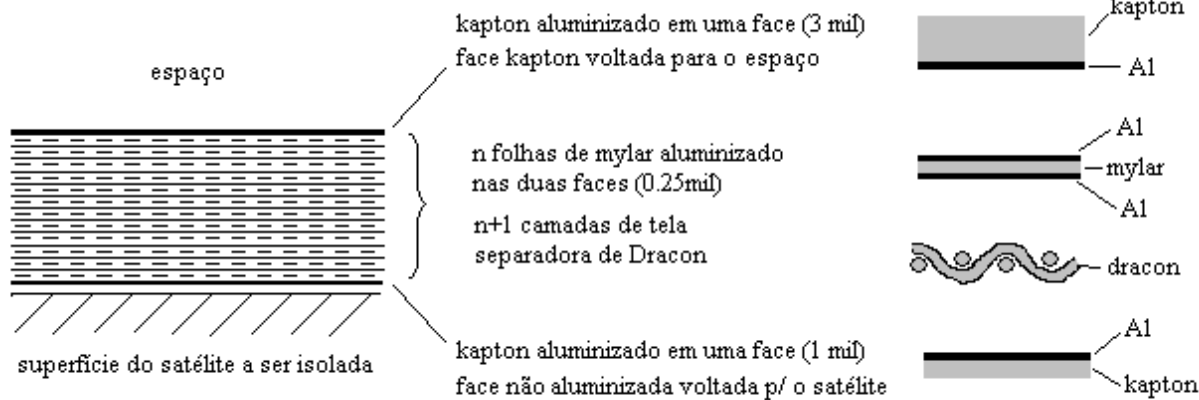 kapton aluminizado em uma face (3 mil)
face kapton voltada para o espaço
espaço
n folhas de mylar aluminizado
nas duas faces (0.25mil)
n+1 camadas de tela
separadora de Dracon
superfície do satélite a ser isolada
kapton aluminizado em uma face (1 mil)
face não aluminizada voltada p/ o satélite
kapton
Al
Al
mylar
Al
dracon
Al
kapton